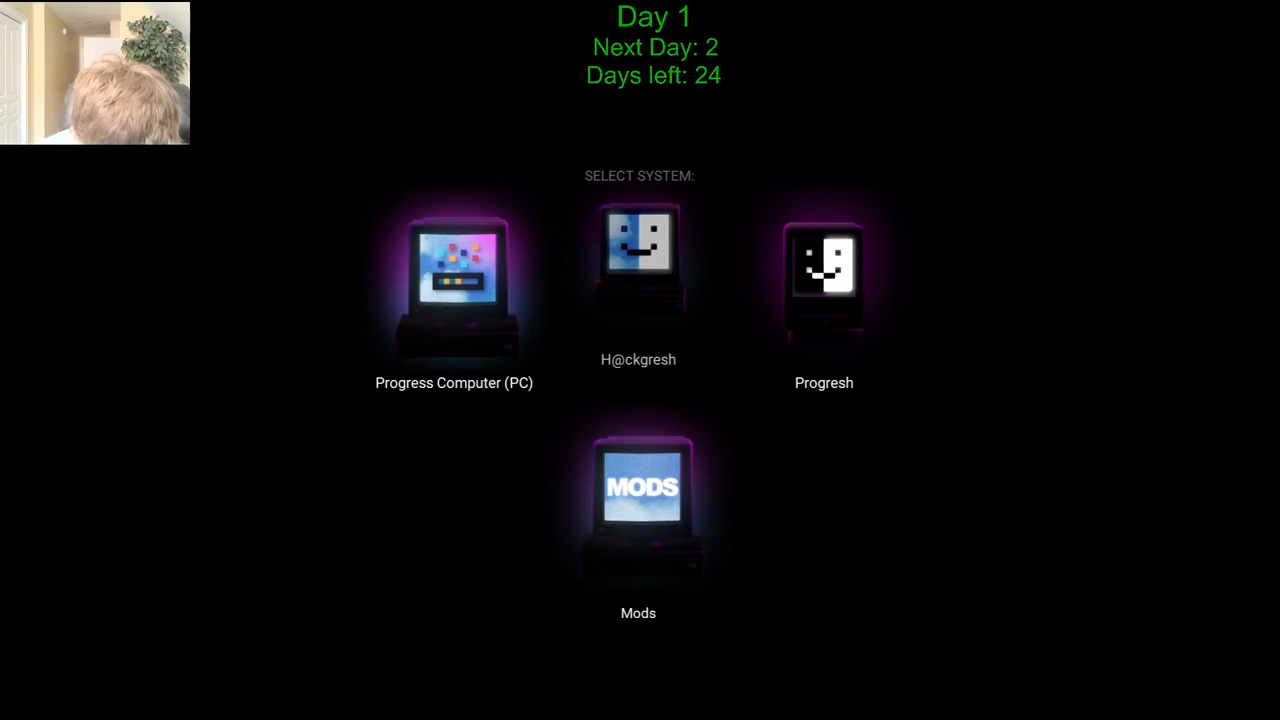 Day 1
Next Day: 2
Days left: 24
SELECT SYSTEM:
Progress Computer (PC)
H@ckgresh
Progresh
MODS
Mods